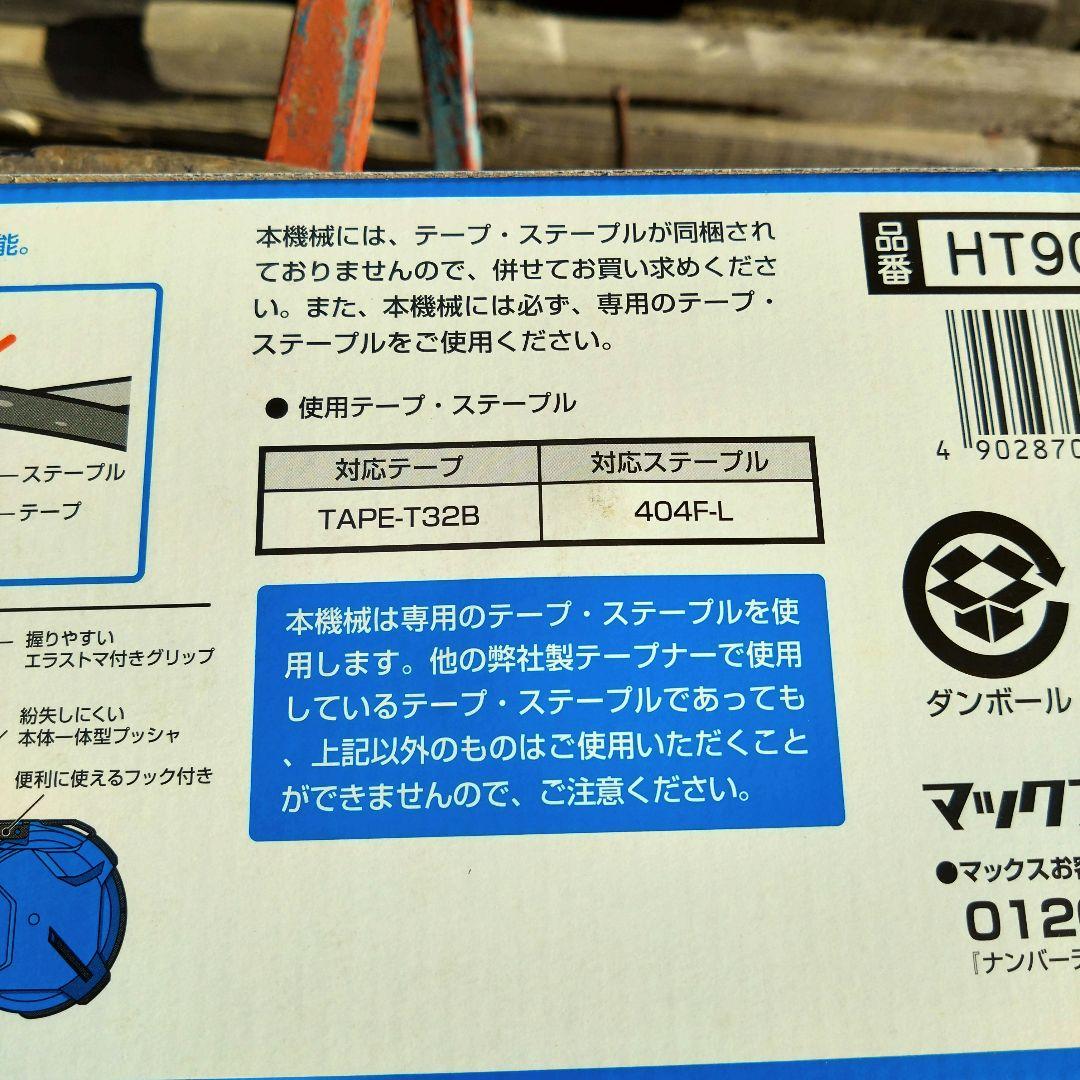 能。
ステープル
テープ
握りやすい
エラストマ付きグリップ
紛失しにくい
本体一体型プッシャ
便利に使えるフック付き
本機械には、テープ・ステープルが同梱され
ておりませんので、併せてお買い求めくださ
い。また、本機械には必ず、専用のテープ・
ステープルをご使用ください。
● 使用テープ・ステープル
対応テープ 対応ステープル
TAPE-T32B 404F-L
本機械は専用のテープ・ステープルを使
用します。他の弊社製テープナーで使用
しているテープ・ステープルであっても
、上記以外のものはご使用いただくこと
ができませんので、ご注意ください。
品番 HT90
4 902870
ダンボール
マックス
●マックスお客
0120
『ナンバーデ